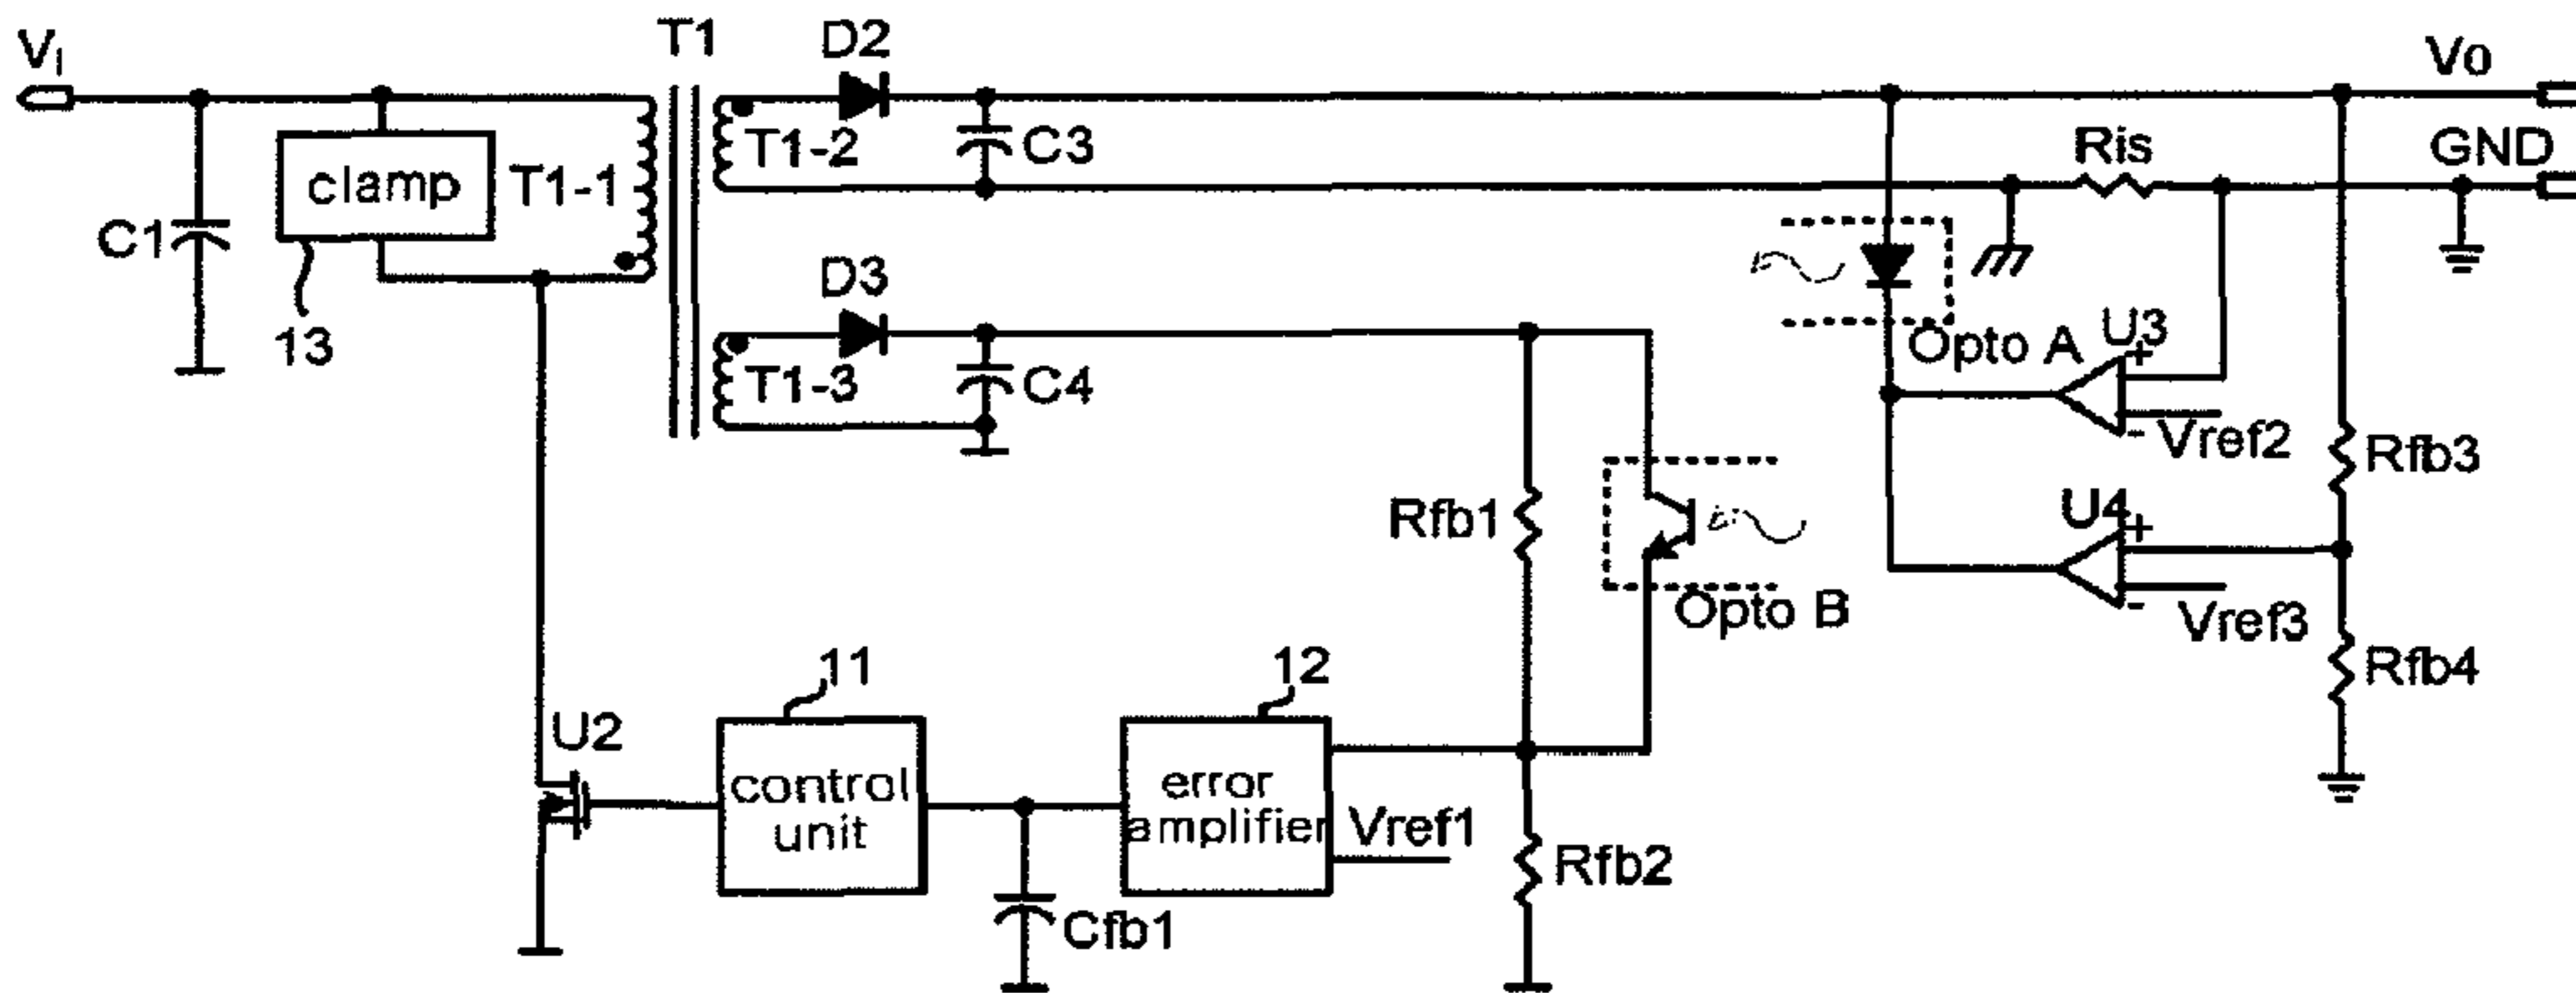 VI
T1
D2
V0
T1-2
C3
Ris
GND
clamp
T1-1
C1
13
D3
T1-3
C4
Opto A
U3
+
-
Vref2
Rfb3
Rfb1
U4
+
-
Vref3
Opto B
Rfb4
11
12
U2
control
unit
error
amplifier
Vref1
Rfb2
Cfb1